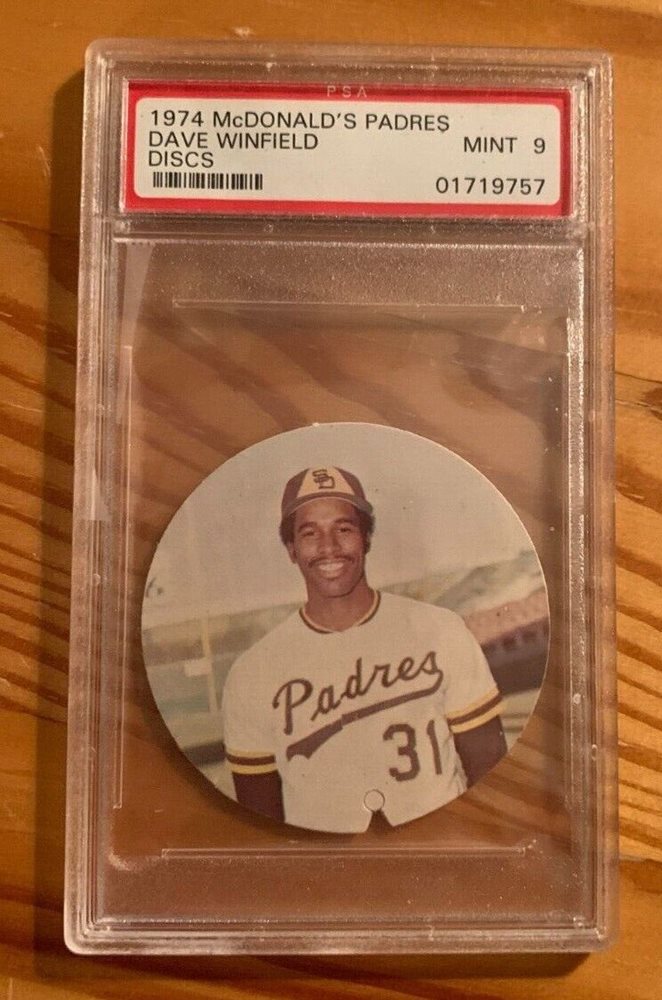 PSA
1974 McDONALD'S PADRES
DAVE WINFIELD MINT 9
DISCS
01719757
SD
Padres
31